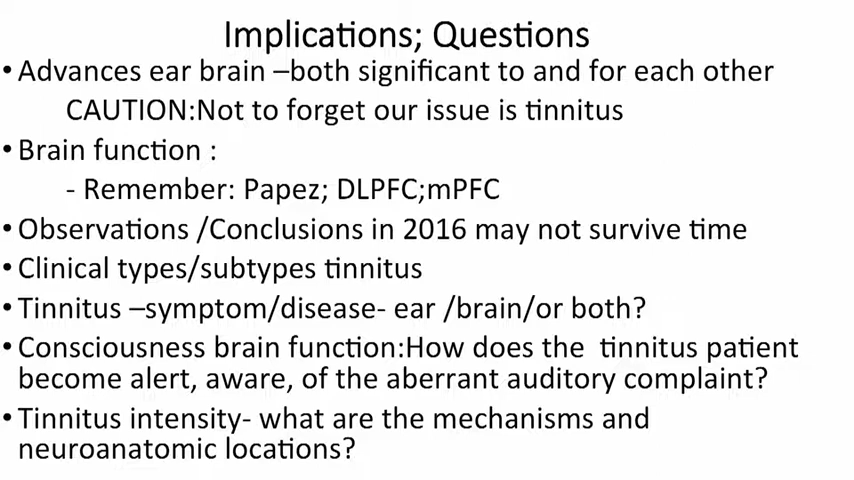 Implications; Questions
• Advances ear brain –both significant to and for each other
CAUTION:Not to forget our issue is tinnitus
• Brain function :
- Remember: Papez; DLPFC;mPFC
• Observations /Conclusions in 2016 may not survive time
• Clinical types/subtypes tinnitus
• Tinnitus –symptom/disease- ear /brain/or both?
• Consciousness brain function:How does the tinnitus patient
become alert, aware, of the aberrant auditory complaint?
• Tinnitus intensity- what are the mechanisms and
neuroanatomic locations?